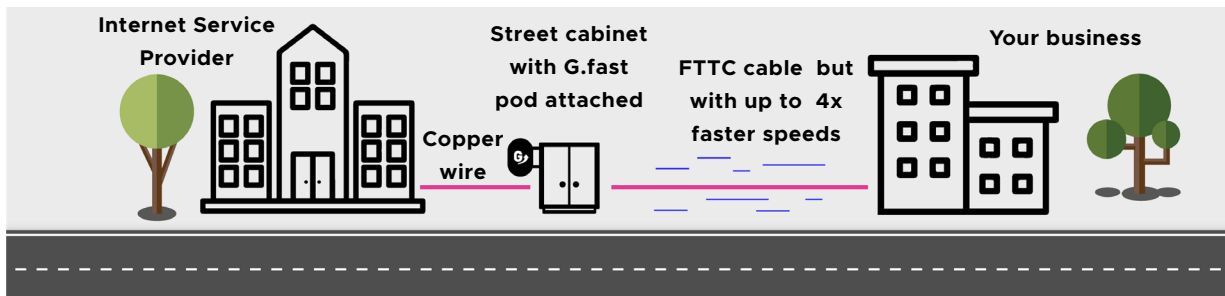 Internet Service
Provider
Street cabinet
with G.fast
pod attached
Copper
wire
G
FTTC cable but
with up to 4x
faster speeds
Your business